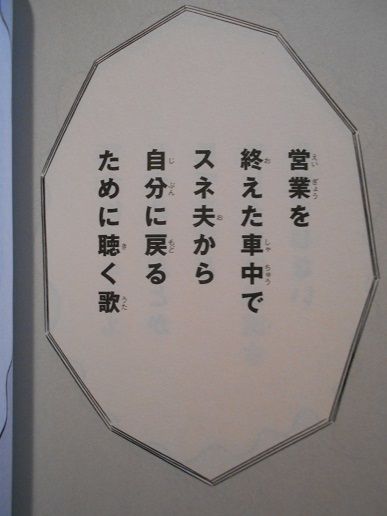 営業を
終えた車中で
スネ夫から
自分に戻る
ために聴く歌